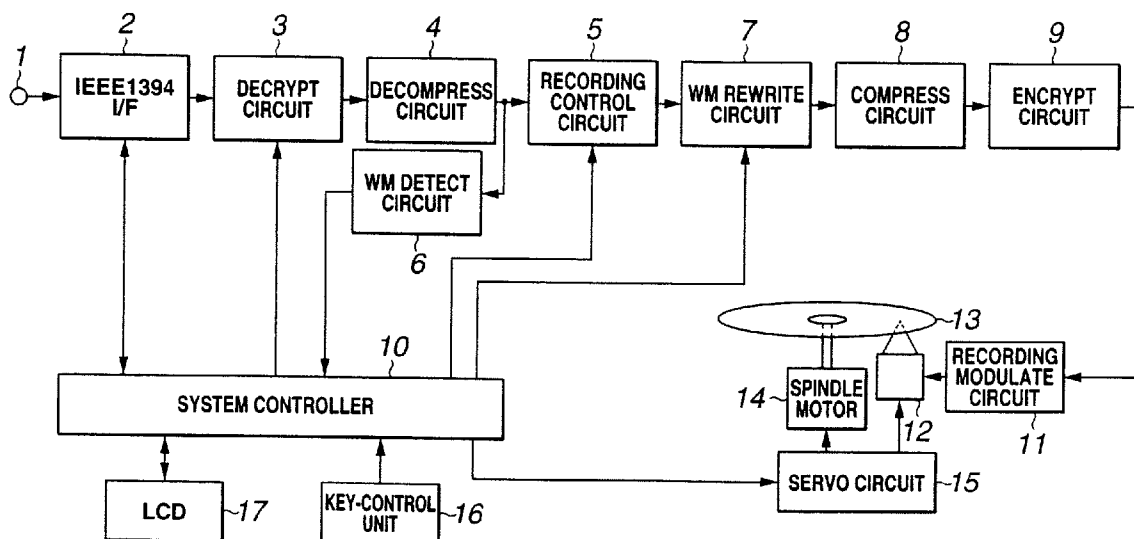 1
2
3
4
5
7
8
9
IEEE1394
I/F
DECRYPT
CIRCUIT
DECOMPRESS
CIRCUIT
RECORDING
CONTROL
CIRCUIT
WM REWRITE
CIRCUIT
COMPRESS
CIRCUIT
ENCRYPT
CIRCUIT
WM DETECT
CIRCUIT
6
10
SYSTEM CONTROLLER
13
14
SPINDLE
MOTOR
12
RECORDING
MODULATE
CIRCUIT
11
SERVO CIRCUIT
15
LCD
17
KEY-CONTROL
UNIT
16